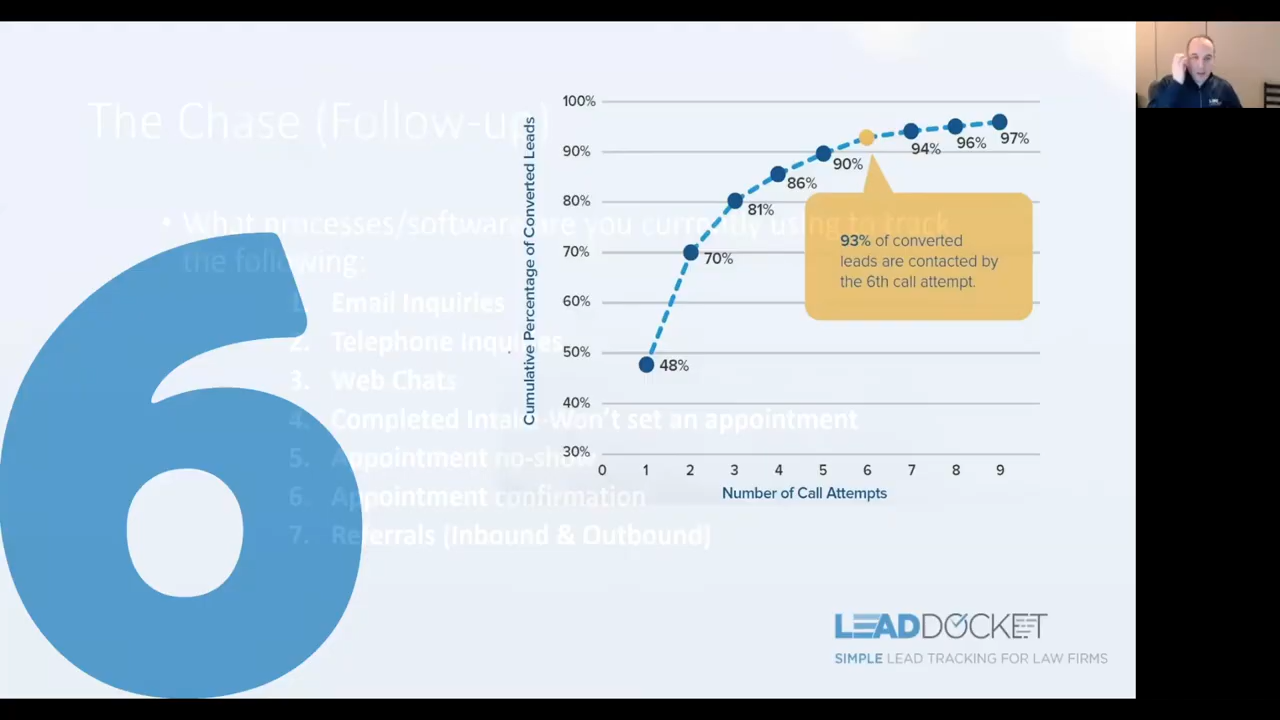 The Chase (Follow-up)
• What processes/software are you currently using to track
the following:
1. Email Inquiries
2. Telephone Inquiries
3. Web Chats
4. Completed Intake-Won't set an appointment
5. Appointment no-show
6. Appointment confirmation
7. Referrals (Inbound & Outbound)
6
Cumulative Percentage of Converted Leads
100%
90%
80%
70%
60%
50%
40%
30%
48%
70%
81%
86%
90%
94%
96%
97%
93% of converted
leads are contacted by
the 6th call attempt.
0 1 2 3 4 5 6 7 8 9
Number of Call Attempts
LEADDOCKET
SIMPLE LEAD TRACKING FOR LAW FIRMS